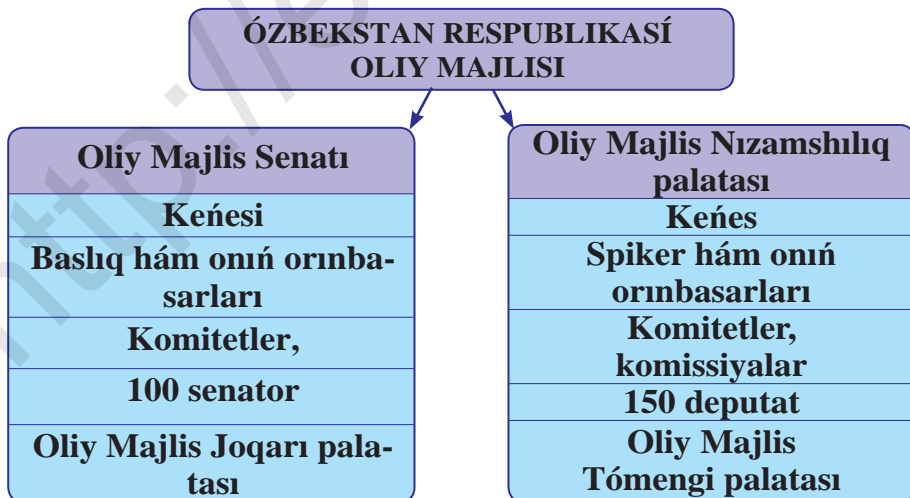 ÓZBEKSTAN RESPUBLIKASÍ
OLIY MAJLISI
Oliy Majlis Senatı
Keńesi
Baslıq hám onıń orınba-
sarları
Komitetler,
100 senator
Oliy Majlis Joqarı pala-
tası
Oliy Majlis Nızamshılıq
palatası
Keńes
Spiker hám onıń
orınbasarları
Komitetler,
komissiyalar
150 deputat
Oliy Majlis
Tómengi palatası
http://e